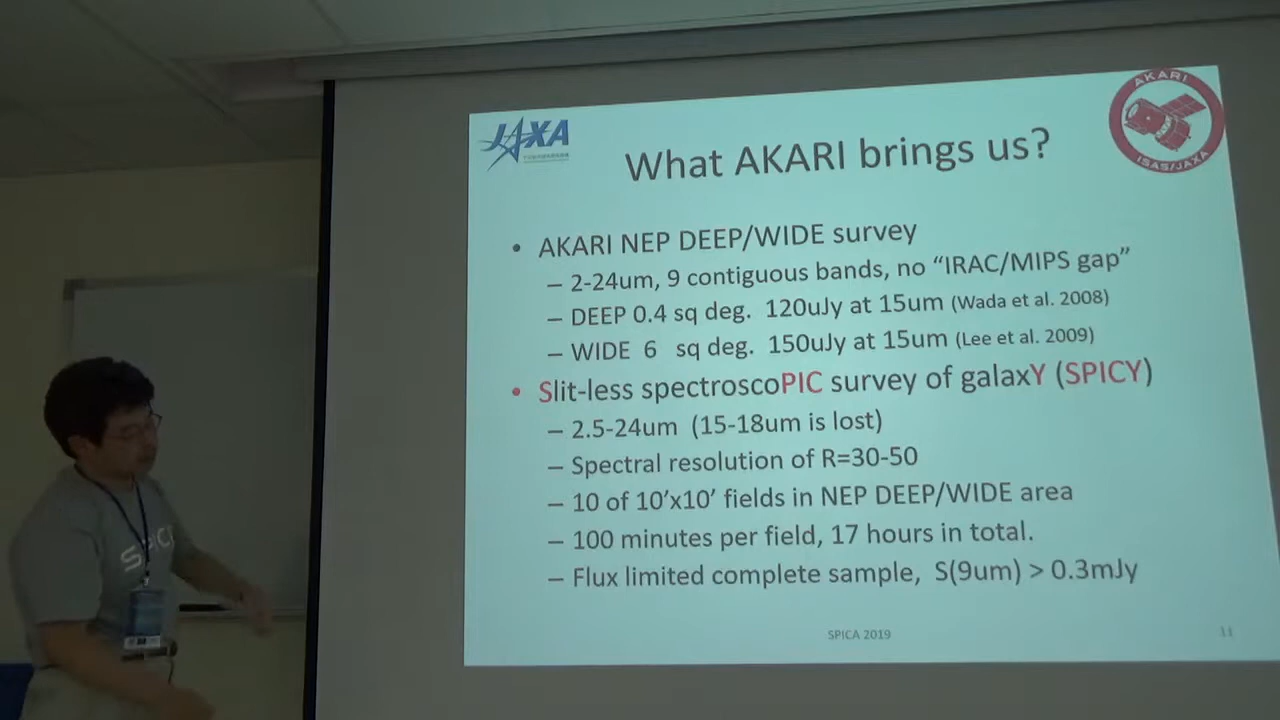 JAXA
AKARI
ISAS/JAXA
What AKARI brings us?
• AKARI NEP DEEP/WIDE survey
– 2-24um, 9 contiguous bands, no “IRAC/MIPS gap”
– DEEP 0.4 sq deg. 120uJy at 15um (Wada et al. 2008)
– WIDE 6 sq deg. 150uJy at 15um (Lee et al. 2009)
• Slit-less spectroscoPIC survey of galaxY (SPICY)
– 2.5-24um (15-18um is lost)
– Spectral resolution of R=30-50
– 10 of 10’x10’ fields in NEP DEEP/WIDE area
– 100 minutes per field, 17 hours in total.
– Flux limited complete sample, S(9um) > 0.3mJy
SPICA 2019
11